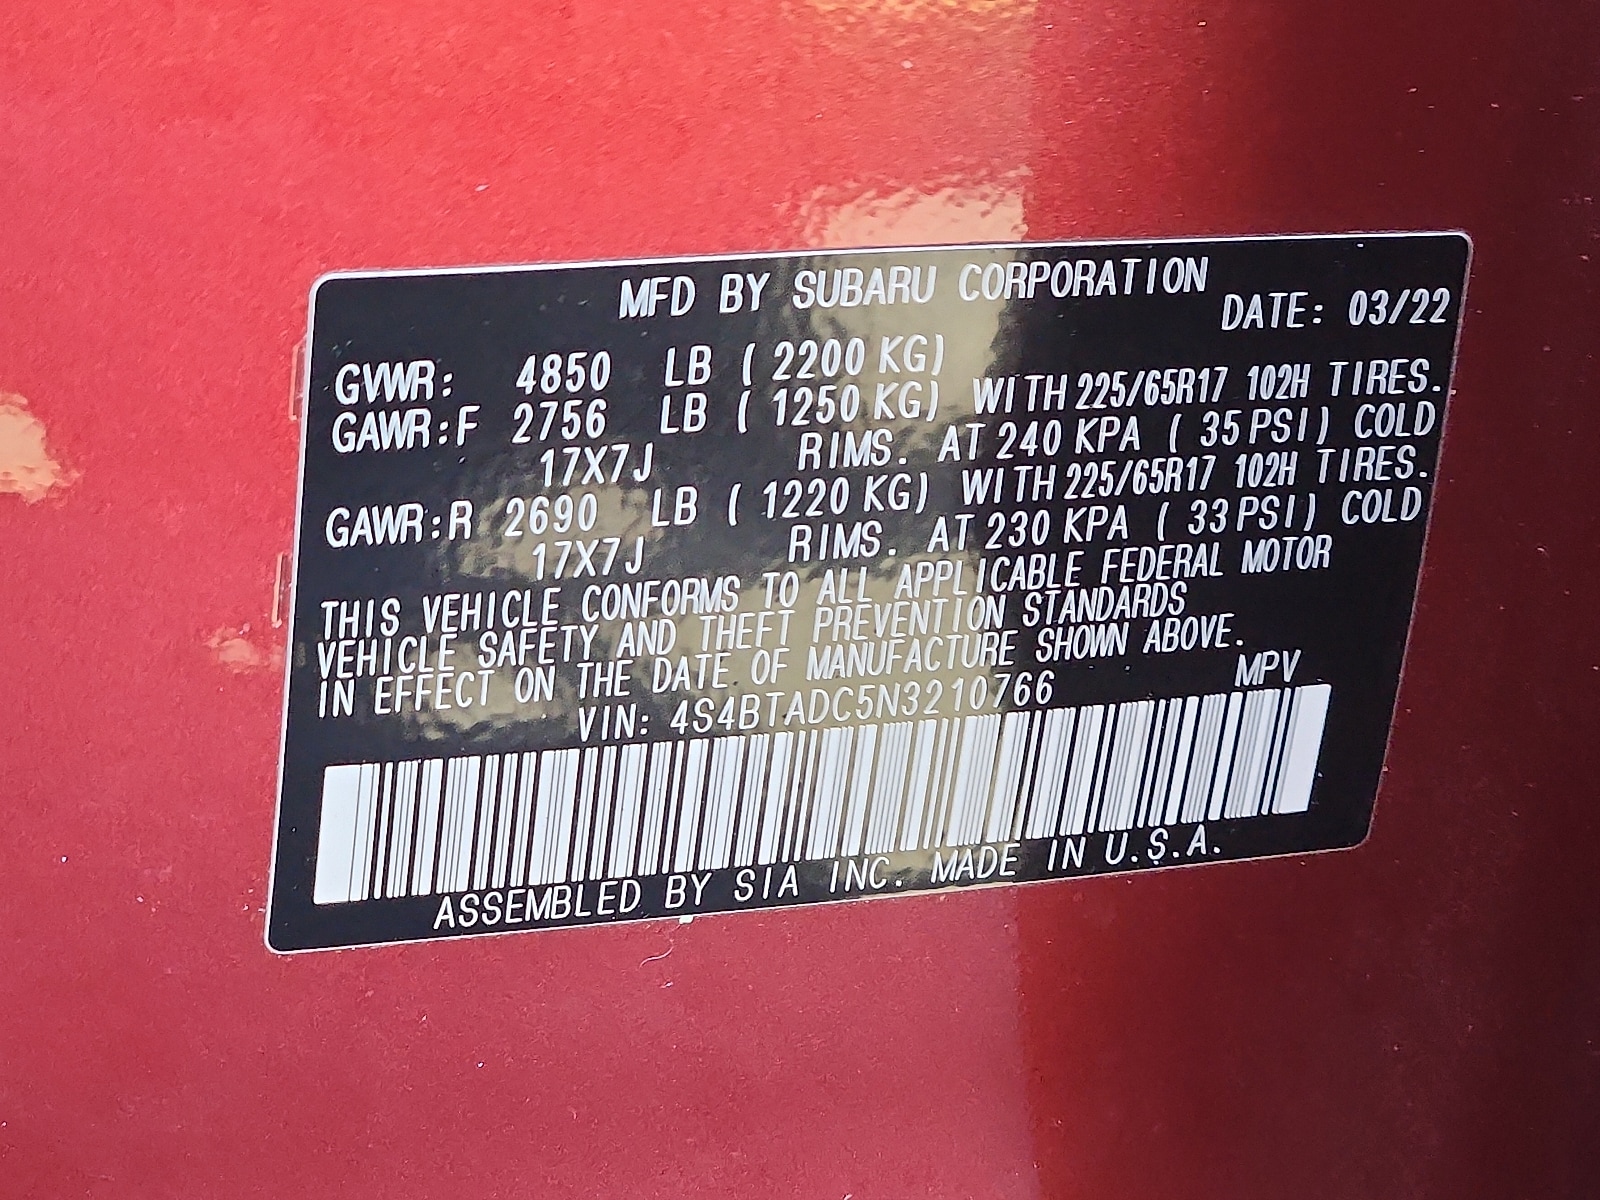 MFD BY SUBARU CORPORATION
DATE: 03/22
GVWR: 4850 LB ( 2200 KG)
GAWR:F 2756 LB ( 1250 KG) WITH 225/65R17 102H TIRES.
17X7J RIMS. AT 240 KPA ( 35 PSI) COLD
GAWR:R 2690 LB ( 1220 KG) WITH 225/65R17 102H TIRES.
17X7J RIMS. AT 230 KPA ( 33 PSI) COLD
THIS VEHICLE CONFORMS TO ALL APPLICABLE FEDERAL MOTOR
VEHICLE SAFETY AND THEFT PREVENTION STANDARDS
IN EFFECT ON THE DATE OF MANUFACTURE SHOWN ABOVE.
VIN: 4S4BTADC5N3210766 MPV
ASSEMBLED BY SIA INC. MADE IN U.S.A.